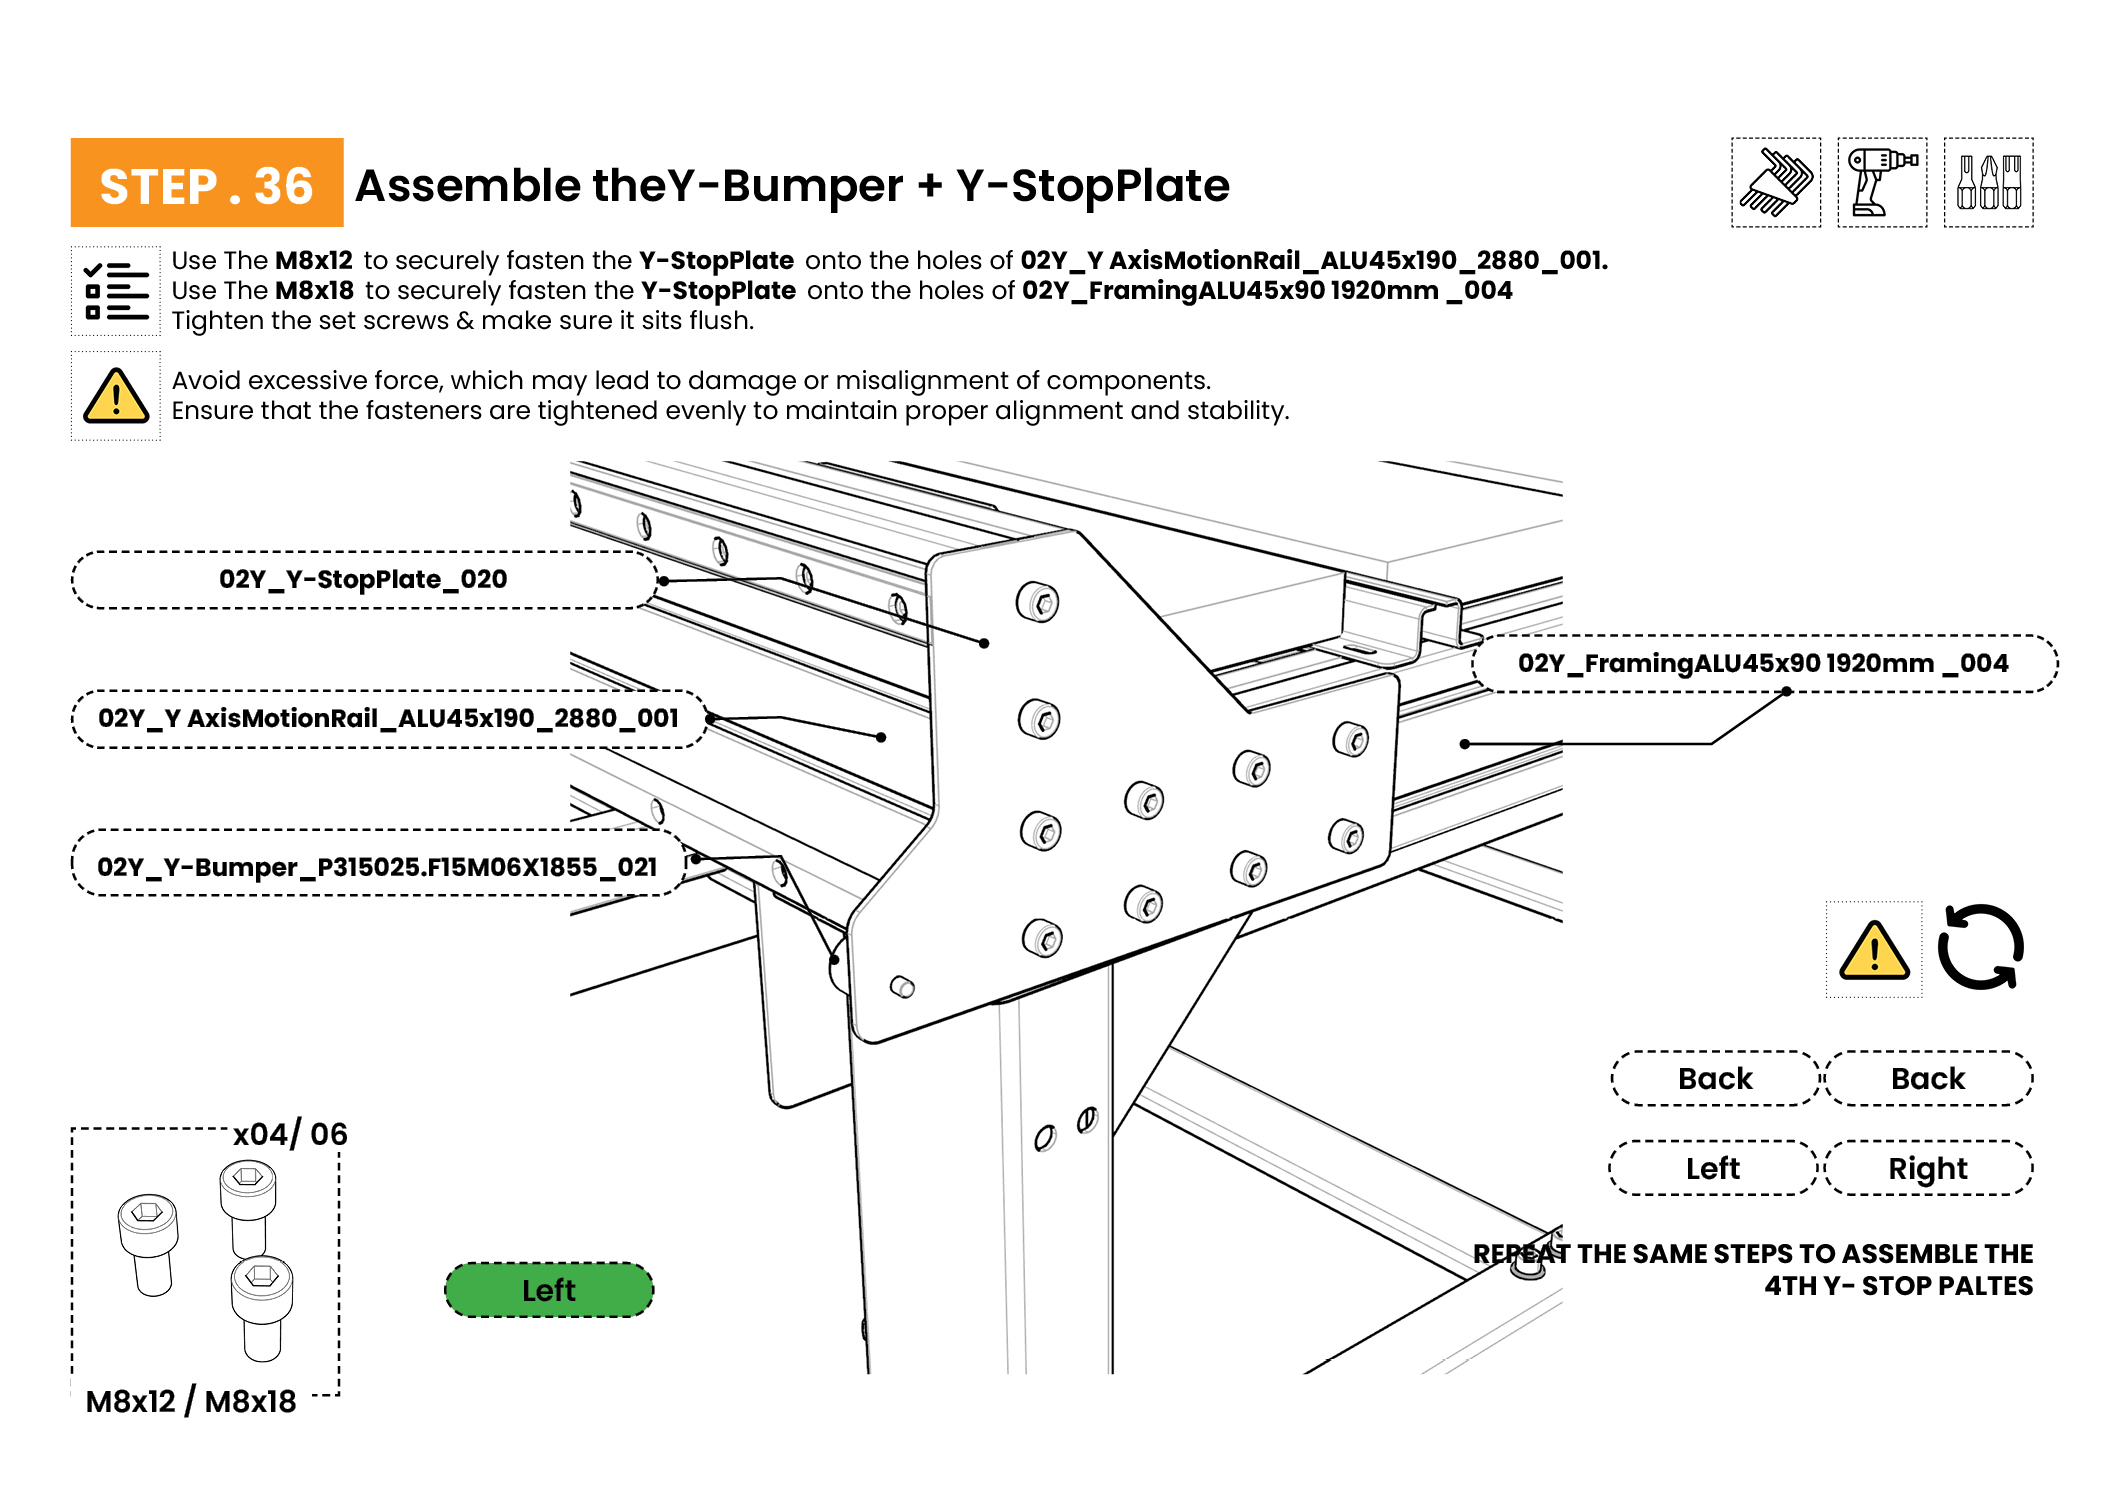 STEP . 36
Assemble theY-Bumper + Y-StopPlate
Use The M8x12 to securely fasten the Y-StopPlate onto the holes of 02Y_Y AxisMotionRail_ALU45x190_2880_001.
Use The M8x18 to securely fasten the Y-StopPlate onto the holes of 02Y_FramingALU45x90 1920mm _004
Tighten the set screws & make sure it sits flush.
Avoid excessive force, which may lead to damage or misalignment of components.
Ensure that the fasteners are tightened evenly to maintain proper alignment and stability.
02Y_Y-StopPlate_020
02Y_FramingALU45x90 1920mm _004
02Y_Y AxisMotionRail_ALU45x190_2880_001
02Y_Y-Bumper_P315025.F15M06X1855_021
Back Back
Left Right
REPEAT THE SAME STEPS TO ASSEMBLE THE
4TH Y- STOP PALTES
x04/ 06
M8x12 / M8x18
Left